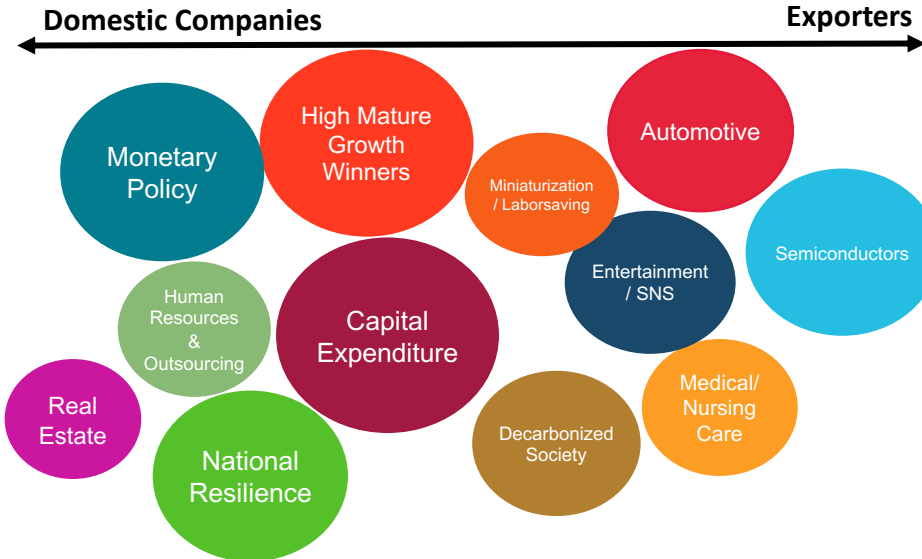 Domestic Companies
Exporters
High Mature
Growth
Winners
Automotive
Monetary
Policy
Miniaturization
/ Laborsaving
Semiconductors
Entertainment
/ SNS
Human
Resources
&
Outsourcing
Capital
Expenditure
Real
Estate
Medical/
Nursing
Care
Decarbonized
Society
National
Resilience